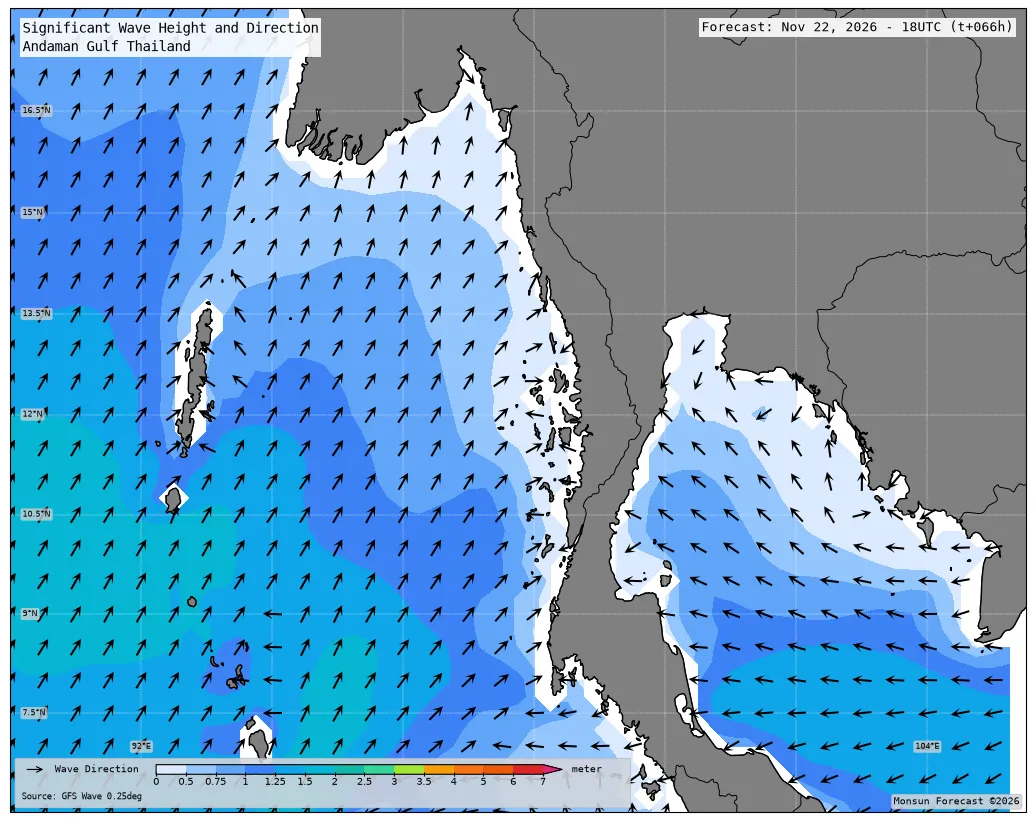 Significant Wave Height and Direction
Andaman Gulf Thailand
Forecast: Nov 22, 2026 - 18UTC (t+066h)
16.5°N
15°N
13.5°N
12°N
10.5°N
9°N
7.5°N
92°E
104°E
Wave Direction
0 0.5 0.75 1 1.25 1.5 2 2.5 3 3.5 4 5 6 7
meter
Source: GFS Wave 0.25deg
Monsun Forecast ©2026